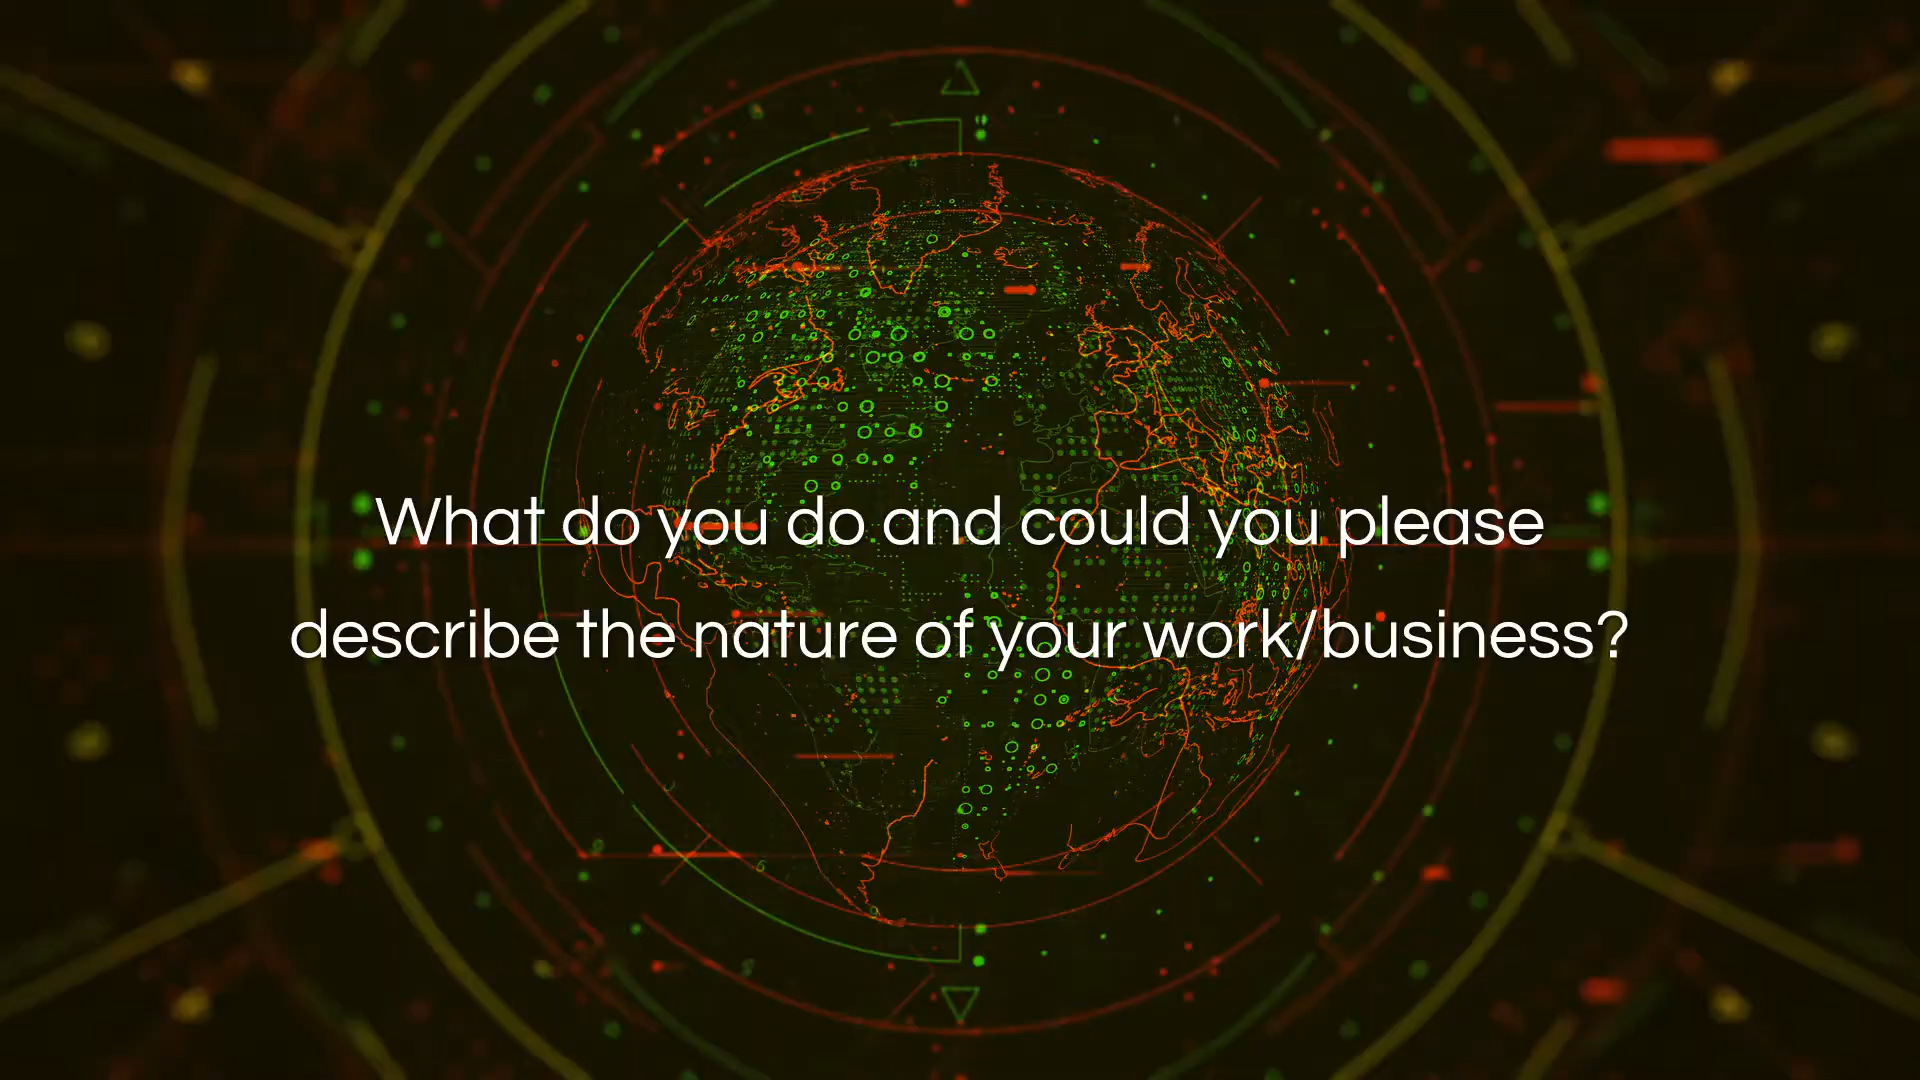 What do you do and could you please
describe the nature of your work/business?